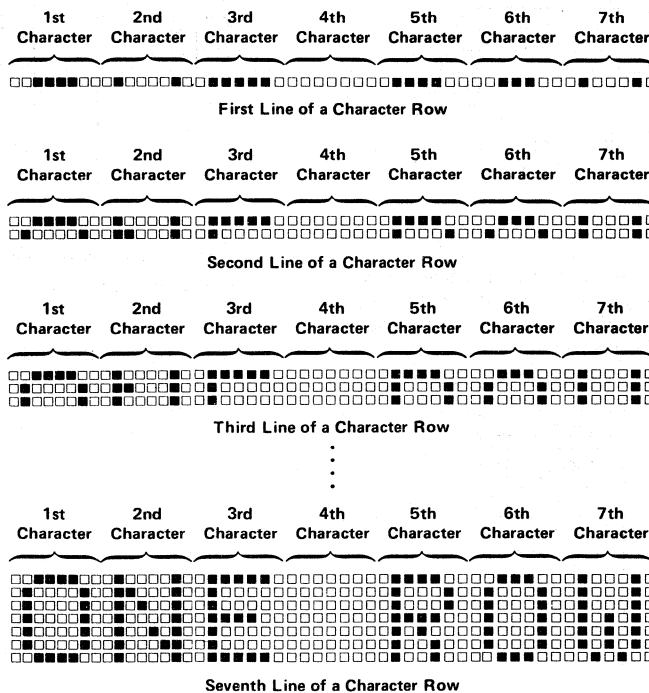 1st 2nd 3rd 4th 5th 6th 7th
Character Character Character Character Character Character Character
First Line of a Character Row
1st 2nd 3rd 4th 5th 6th 7th
Character Character Character Character Character Character Character
Second Line of a Character Row
1st 2nd 3rd 4th 5th 6th 7th
Character Character Character Character Character Character Character
Third Line of a Character Row
1st 2nd 3rd 4th 5th 6th 7th
Character Character Character Character Character Character Character
Seventh Line of a Character Row